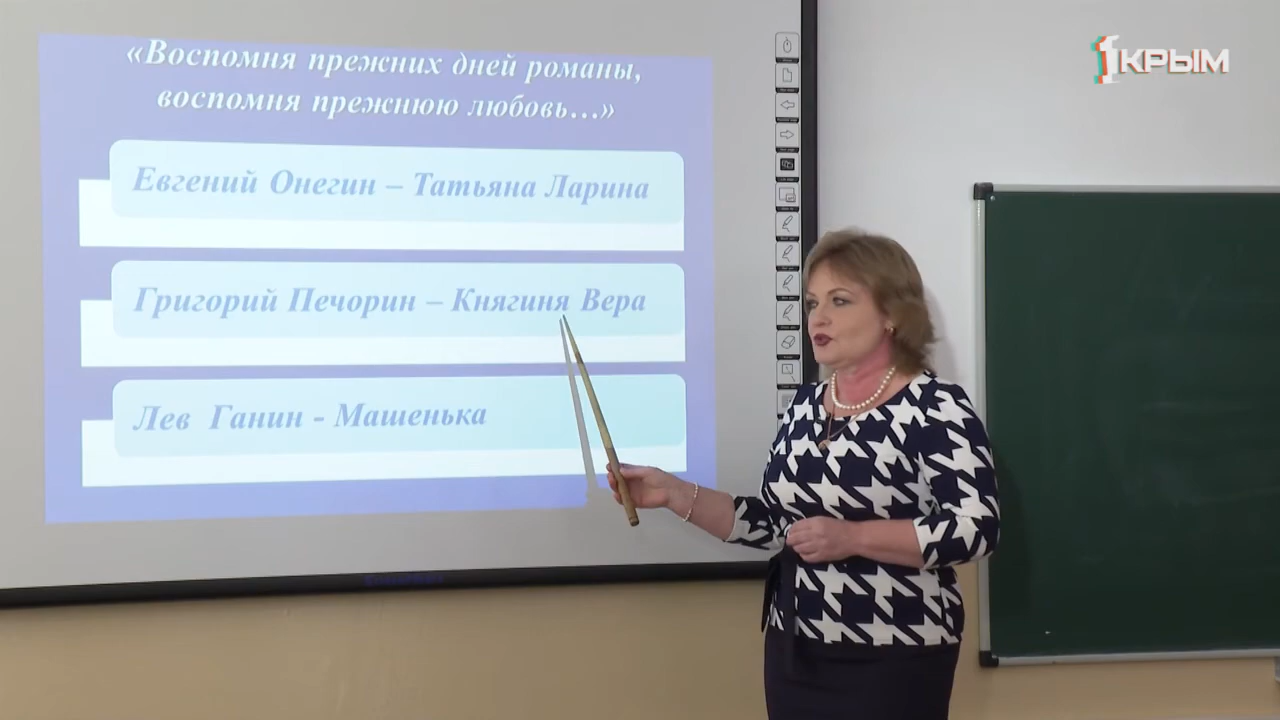 «Воспомня прежних дней романы,
воспомня прежнюю любовь…»
1КРЫМ
Евгений Онегин – Татьяна Ларина
Григорий Печорин – Княгиня Вера
Лев Ганин - Машенька